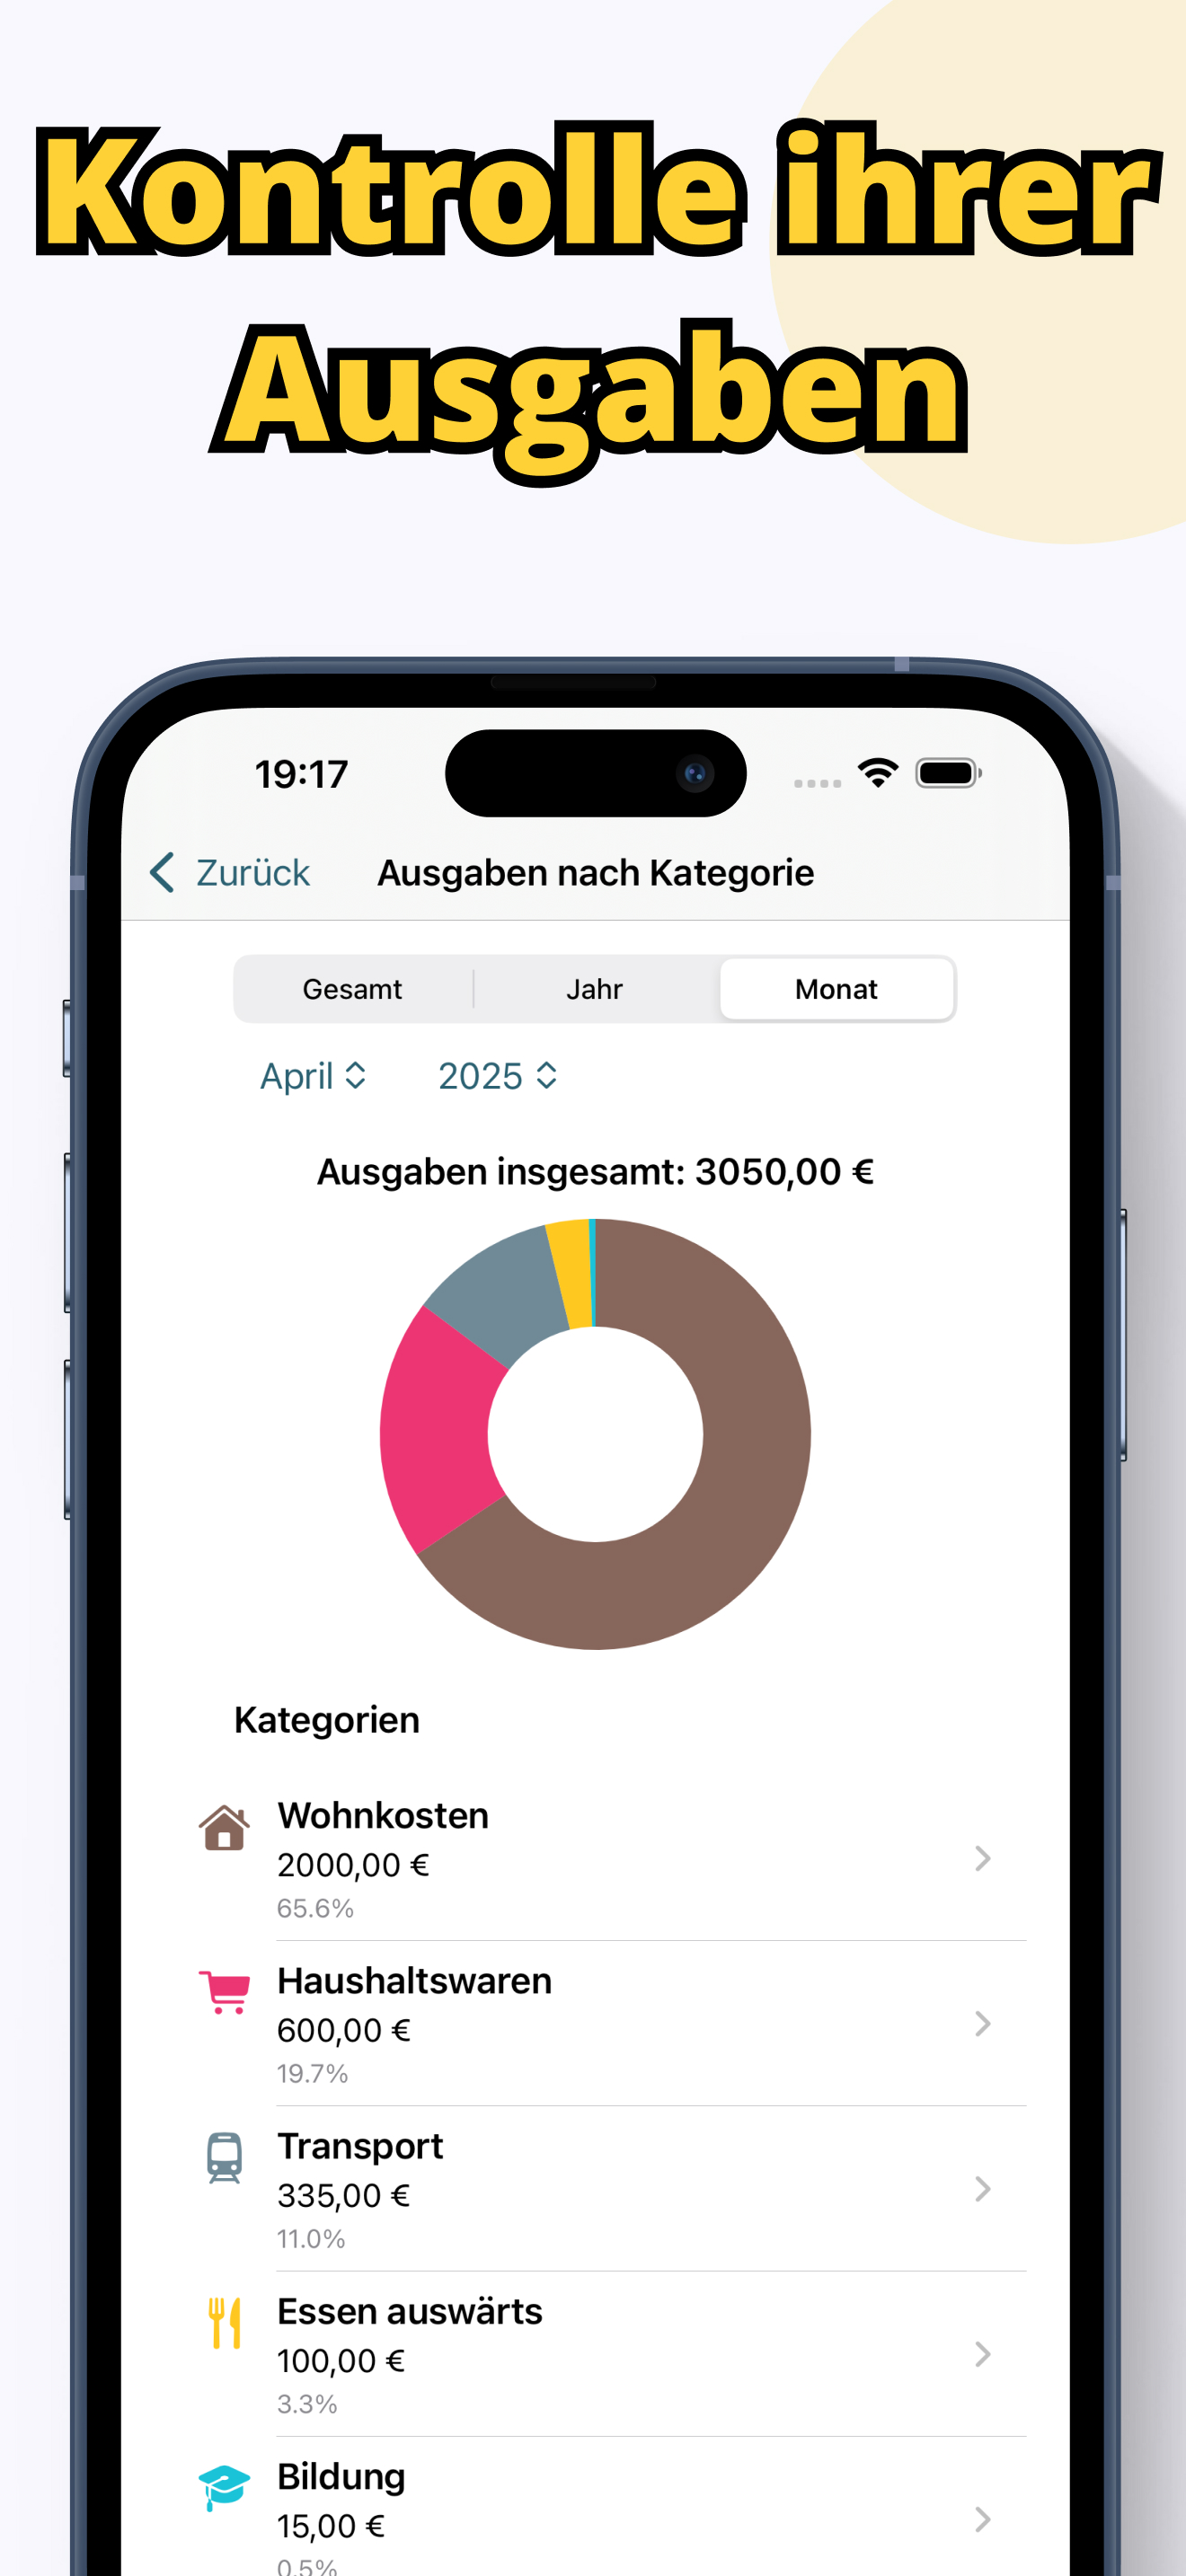 Kontrolle ihrer
Ausgaben
19:17
Zurück
Ausgaben nach Kategorie
Gesamt
Jahr
Monat
April
2025
Ausgaben insgesamt: 3050,00 €
Kategorien
Wohnkosten
2000,00 €
65.6%
Haushaltswaren
600,00 €
19.7%
Transport
335,00 €
11.0%
Essen auswärts
100,00 €
3.3%
Bildung
15,00 €
0.5%